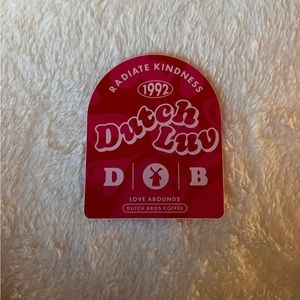 RADIATE KINDNESS
1992
Dutch
Luv
D B
LOVE ABOUNDS
DUTCH BROS COFFEE